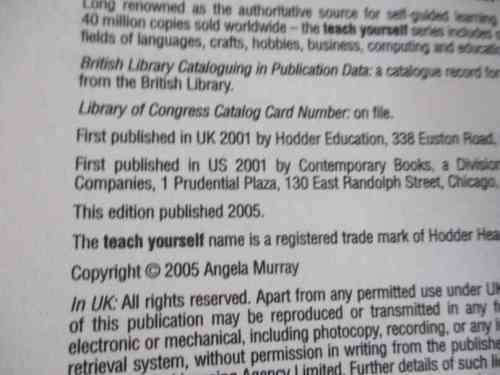 Long renowned as the authoritative source for self-guided learning
40 million copies sold worldwide – the teach yourself series includes
fields of languages, crafts, hobbies, business, computing and
British Library Cataloguing in Publication Data: a catalogue record for
from the British Library.
Library of Congress Catalog Card Number: on file.
First published in UK 2001 by Hodder Education, 338 Euston Road,
First published in US 2001 by Contemporary Books, a
Companies, 1 Prudential Plaza, 130 East Randolph Street, Chicago,
This edition published 2005.
The teach yourself name is a registered trade mark of Hodder
Copyright © 2005 Angela Murray
In UK: All rights reserved. Apart from any permitted use under
of this publication may be reproduced or transmitted in any
electronic or mechanical, including photocopy, recording, or any
retrieval system, without permission in writing from the
Agency Limited. Further details of such